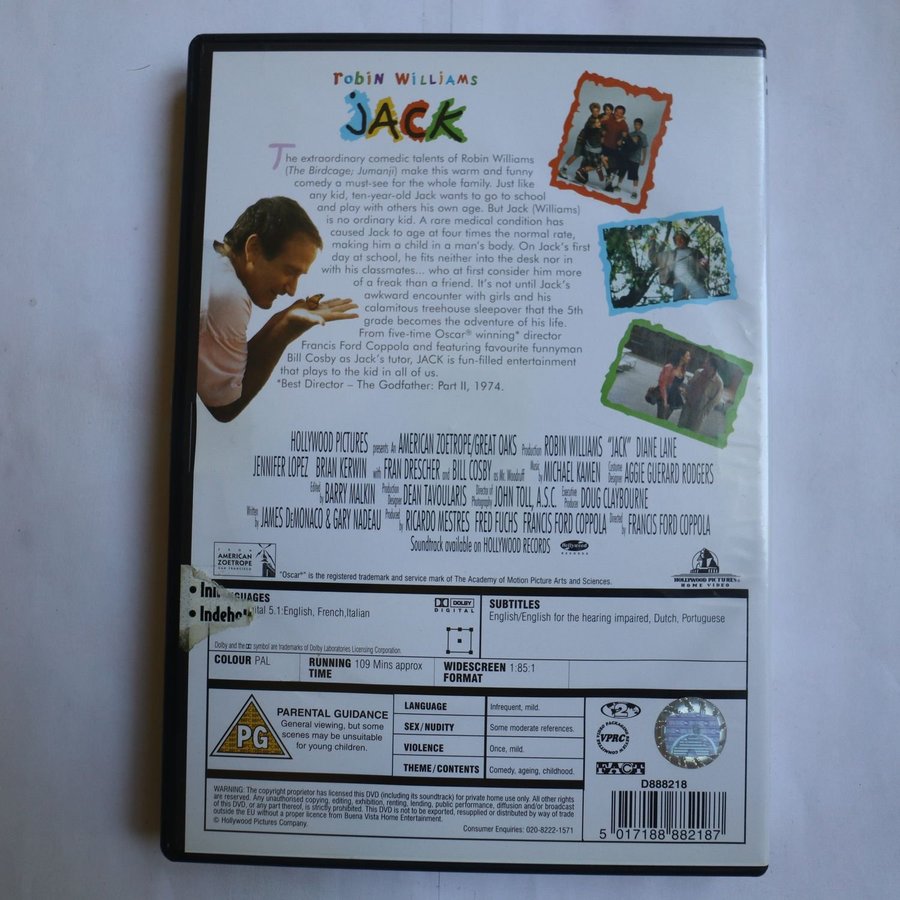 RobiN WilliAMS
JACK
The extraordinary comedic talents of Robin Williams
(The Birdcage; Jumanji) make this warm and funny
comedy a must-see for the whole family. Just like
any kid, ten-year-old Jack wants to go to school
and play with others his own age. But Jack (Williams)
is no ordinary kid. A rare medical condition has
caused Jack to age at four times the normal rate,
making him a child in a man's body. On Jack's first
day at school, he fits neither into the desk nor in
with his classmates... who at first consider him more
of a freak than a friend. It's not until Jack's
awkward encounter with girls and his
calamitous treehouse sleepover that the 5th
grade becomes the adventure of his life.
From five-time Oscar® winning* director
Francis Ford Coppola and featuring favourite funnyman
Bill Cosby as Jack's tutor, JACK is fun-filled entertainment
that plays to the kid in all of us.
*Best Director – The Godfather: Part II, 1974.
HOLLYWOOD PICTURES presents An AMERICAN ZOETROPE/GREAT OAKS Production ROBIN WILLIAMS "JACK" DIANE LANE
JENNIFER LOPEZ BRIAN KERWIN with FRAN DRESCHER and BILL COSBY as Mr. Woodruff Music by MICHAEL KAMEN Costume Designer AGGIE GUERARD RODGERS
Edited by BARRY MALKIN Production Designer DEAN TAVOULARIS Director of Photography JOHN TOLL, A.S.C. Executive Producer DOUG CLAYBOURNE
Written by JAMES DeMONACO & GARY NADEAU Produced by RICARDO MESTRES FRED FUCHS FRANCIS FORD COPPOLA Directed by FRANCIS FORD COPPOLA
Soundtrack available on HOLLYWOOD RECORDS Hollywood RECORDS
AMERICAN ZOETROPE SAN FRANCISCO
"Oscar®" is the registered trademark and service mark of The Academy of Motion Picture Arts and Sciences.
HOLLYWOOD PICTURES
HOME VIDEO
• Ini
• Indeho
NGUAGES
ital 5.1:English, French,Italian
DOLBY DIGITAL
Dolby and the symbol are trademarks of Dolby Laboratories Licensing Corporation.
SUBTITLES
English/English for the hearing impaired, Dutch, Portuguese
COLOUR PAL
RUNNING TIME 109 Mins approx
WIDESCREEN FORMAT 1:85:1
PG
PARENTAL GUIDANCE
General viewing, but some
scenes may be unsuitable
for young children.
LANGUAGE Infrequent, mild.
SEX/NUDITY Some moderate references.
VIOLENCE Once, mild.
THEME/CONTENTS Comedy, ageing, childhood.
2
VIDEO PACKAGING REVIEW COMMITTEE
VPRC
FACT
D888218
WARNING: The copyright proprietor has licensed this DVD (including its soundtrack) for private home use only. All other rights
are reserved. Any unauthorised copying, editing, exhibition, renting, lending, public performance, diffusion and/or broadcast
of this DVD, or any part thereof, is strictly prohibited. This DVD is not to be exported, resupplied or distributed by way of trade
outside the EU without a proper licence from Buena Vista Home Entertainment.
© Hollywood Pictures Company.
Consumer Enquiries: 020-8222-1571
5 017188 882187